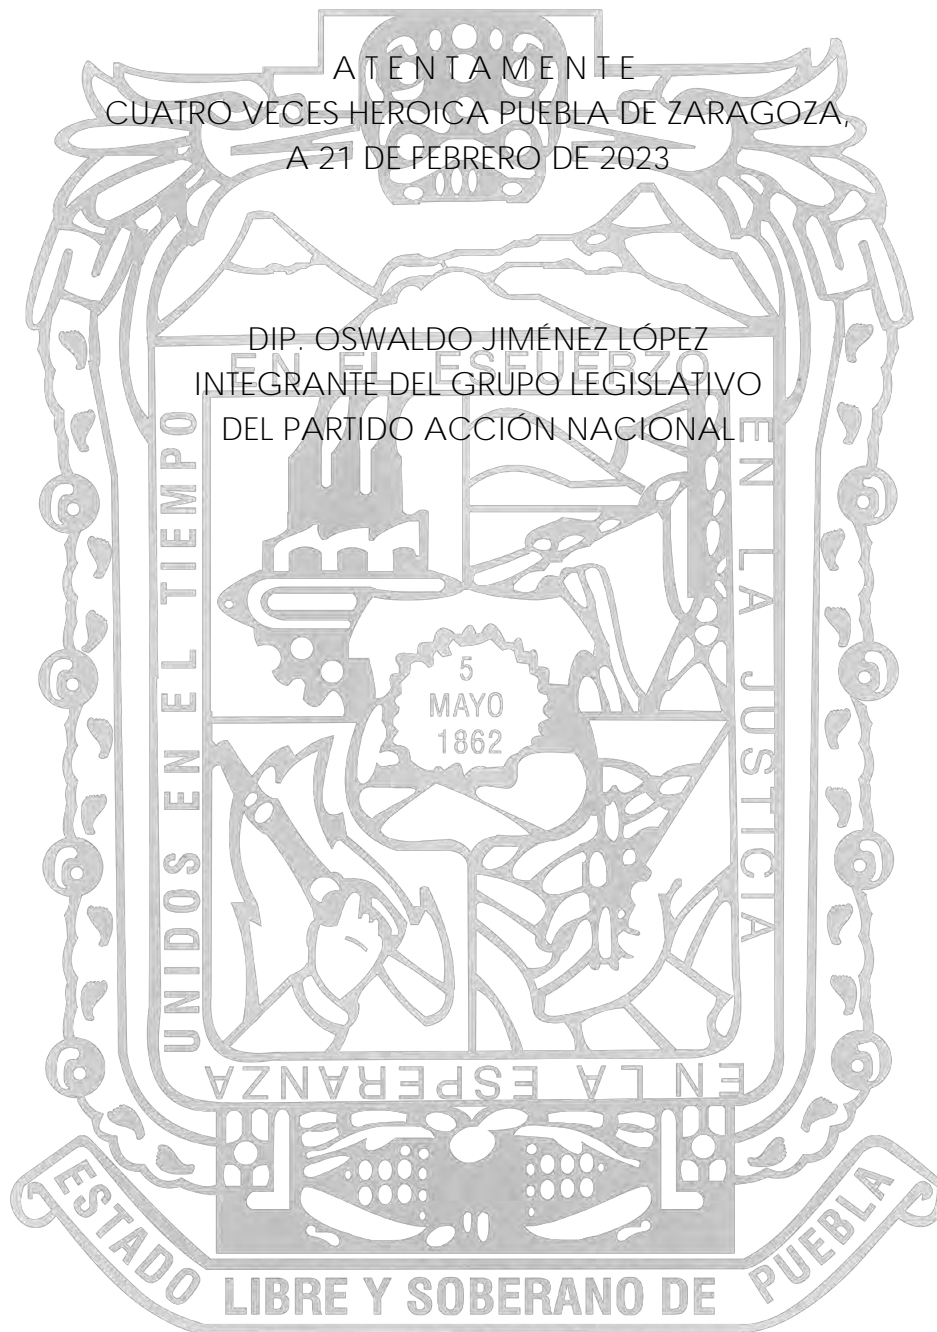 ATENTAMENTE
CUATRO VECES HEROICA PUEBLA DE ZARAGOZA,
A 21 DE FEBRERO DE 2023
DIP. OSWALDO JIMÉNEZ LÓPEZ
INTEGRANTE DEL GRUPO LEGISLATIVO
DEL PARTIDO ACCIÓN NACIONAL
UNIDOS EN EL TIEMPO
EN EL ESFUERZO
EN LA JUSTICIA
EN LA ESPERANZA
5
MAYO
1862
ESTADO LIBRE Y SOBERANO DE PUEBLA